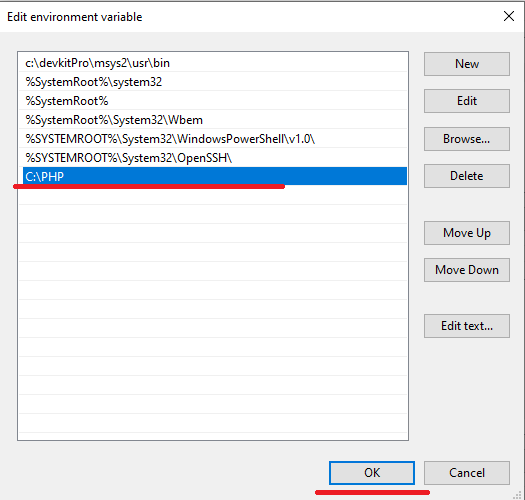 Edit environment variable
c:\devkitPro\msys2\usr\bin
%SystemRoot%\system32
%SystemRoot%
%SystemRoot%\System32\Wbem
%SYSTEMROOT%\System32\WindowsPowerShell\v1.0\
%SYSTEMROOT%\System32\OpenSSH\
C:\PHP
New
Edit
Browse...
Delete
Move Up
Move Down
Edit text...
OK
Cancel